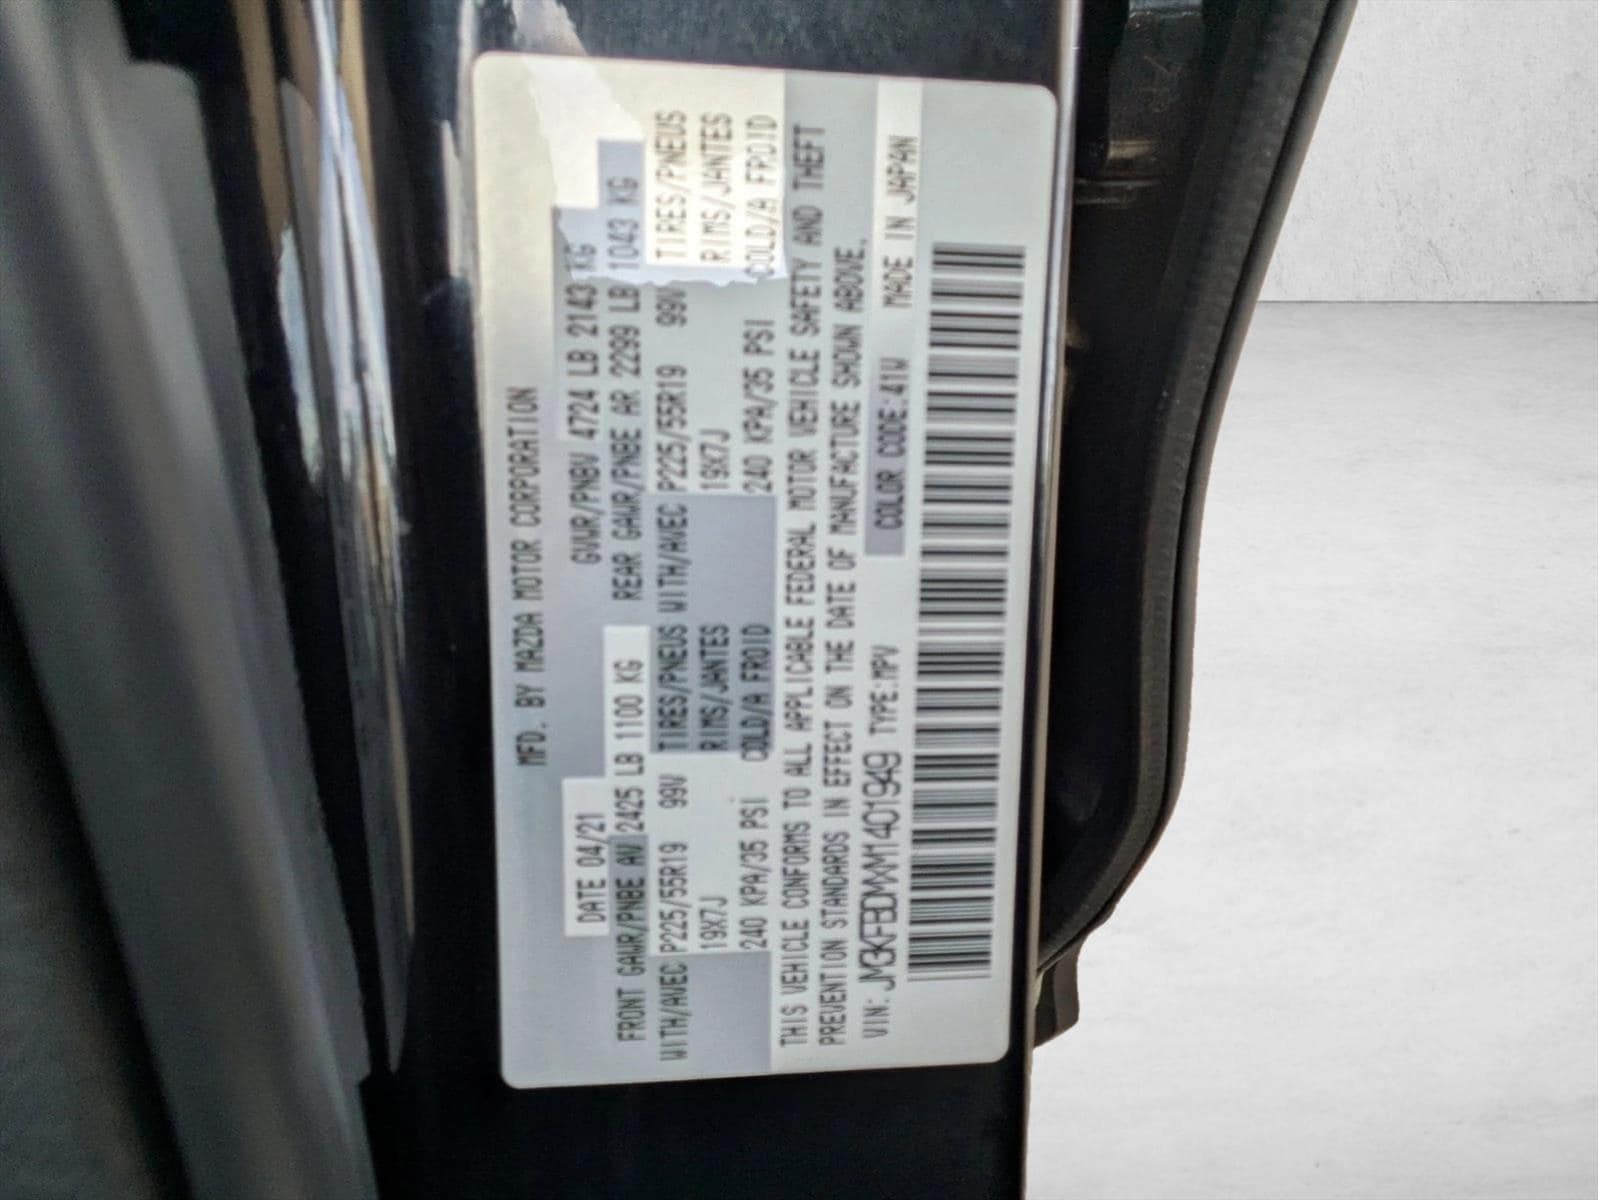 MFD. BY MAZDA MOTOR CORPORATION
DATE 04/21 GVWR/PNBV 4724 LB 2143 KG
FRONT GAWR/PNBE AV 2425 LB 1100 KG REAR GAWR/PNBE AR 2299 LB 1043 KG
WITH/AVEC P225/55R19 99V TIRES/PNEUS WITH/AVEC P225/55R19 99V TIRES/PNEUS
19X7J RIMS/JANTES 19X7J RIMS/JANTES
240 KPA/35 PSI COLD/A FROID 240 KPA/35 PSI COLD/A FROID
THIS VEHICLE CONFORMS TO ALL APPLICABLE FEDERAL MOTOR VEHICLE SAFETY AND THEFT
PREVENTION STANDARDS IN EFFECT ON THE DATE OF MANUFACTURE SHOWN ABOVE.
VIN: JM3KFBDMXM1401949 TYPE:MPV COLOR CODE:41W MADE IN JAPAN